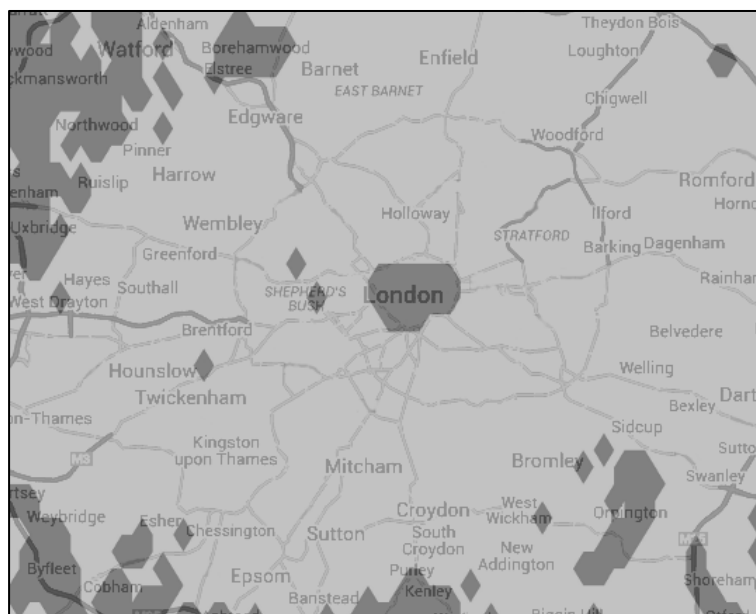 Aldenham
Theydon Bois
Watford
Borehamwood
Enfield
Loughton
Elstree
Barnet
EAST BARNET
Chigwell
Edgware
Northwood
Woodford
Pinner
Harrow
Ruislip
Romford
Holloway
Ilford
Wembley
Uxbridge
STRATFORD
Greenford
Barking
Dagenham
Hayes
Southall
SHEPHERD'S
BUSH
London
West Drayton
Brentford
Belvedere
Hounslow
Welling
Twickenham
Bexley
Sidcup
Kingston
upon Thames
M3
Mitcham
Bromley
Swanley
Weybridge
Esher
Chessington
Croydon
West
Wickham
Orpington
Sutton
South
Croydon
New
Addington
Byfleet
Cobham
Epsom
Purley
Kenley
Banstead
Shoreham